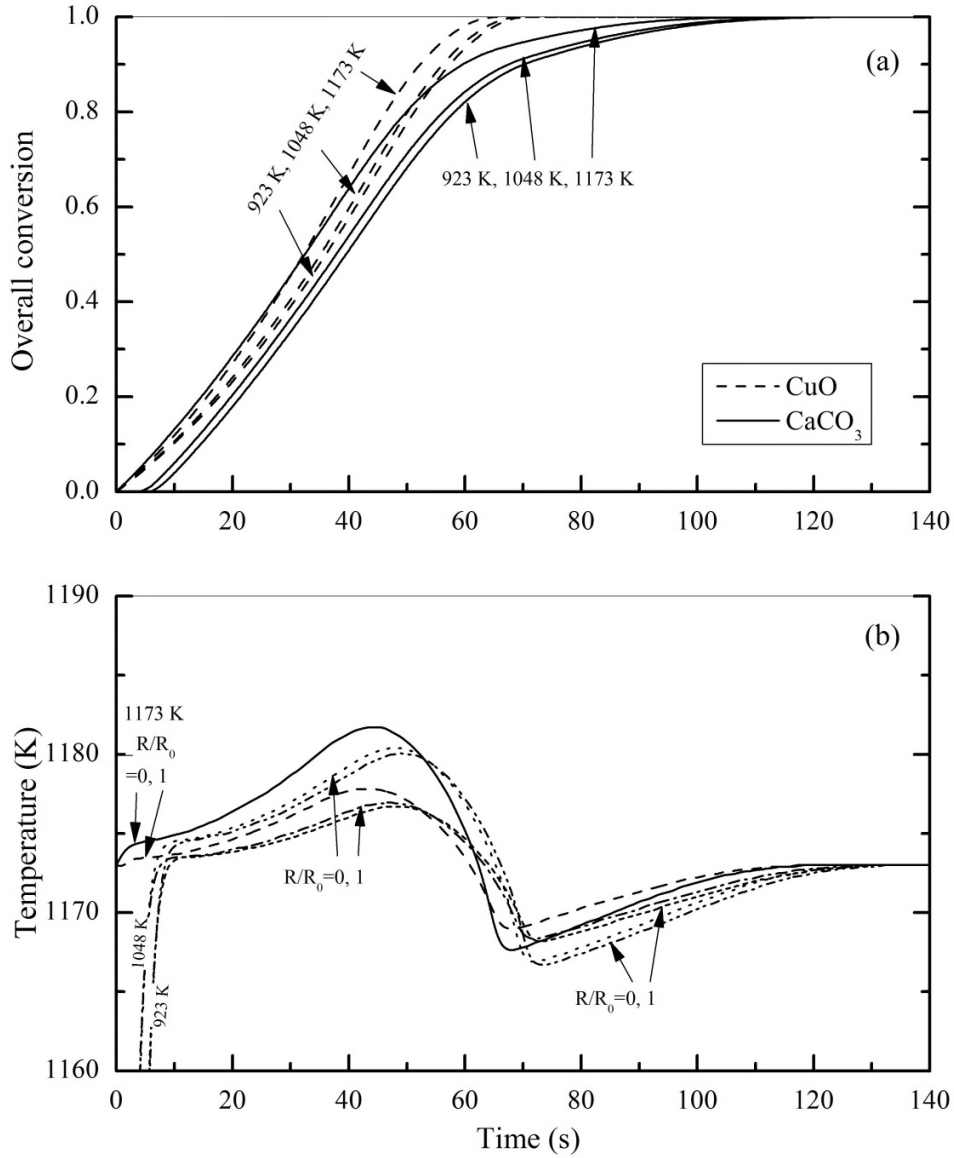 1.0
0.8
0.6
0.4
0.2
0.0
Overall conversion
(a)
923 K, 1048 K, 1173 K
923 K, 1048 K, 1173 K
CuO
CaCO₃
0 20 40 60 80 100 120 140
1190
1180
1170
1160
Temperature (K)
(b)
1173 K
R/R₀
=0, 1
R/R₀=0, 1
R/R₀=0, 1
1048 K
923 K
0 20 40 60 80 100 120 140
Time (s)